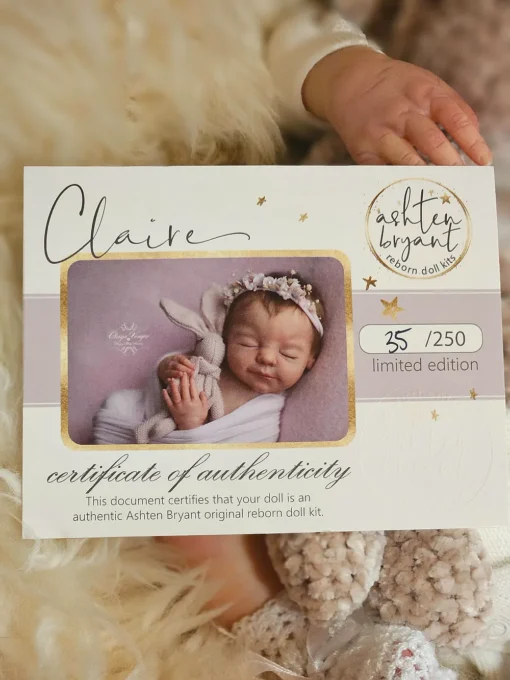 Claire
ashten
bryant
reborn doll kits
35 /250
limited edition
certificate of authenticity
This document certifies that your doll is an
authentic Ashten Bryant original reborn doll kit.